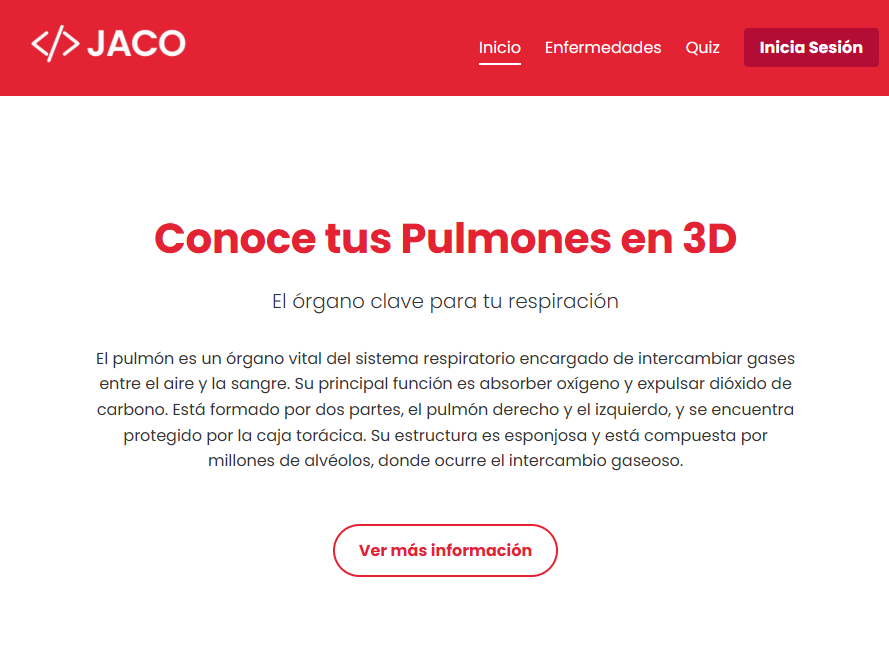 </> JACO
Inicio Enfermedades Quiz Inicia Sesión
Conoce tus Pulmones en 3D
El órgano clave para tu respiración
El pulmón es un órgano vital del sistema respiratorio encargado de intercambiar gases
entre el aire y la sangre. Su principal función es absorber oxígeno y expulsar dióxido de
carbono. Está formado por dos partes, el pulmón derecho y el izquierdo, y se encuentra
protegido por la caja torácica. Su estructura es esponjosa y está compuesta por
millones de alvéolos, donde ocurre el intercambio gaseoso.
Ver más información